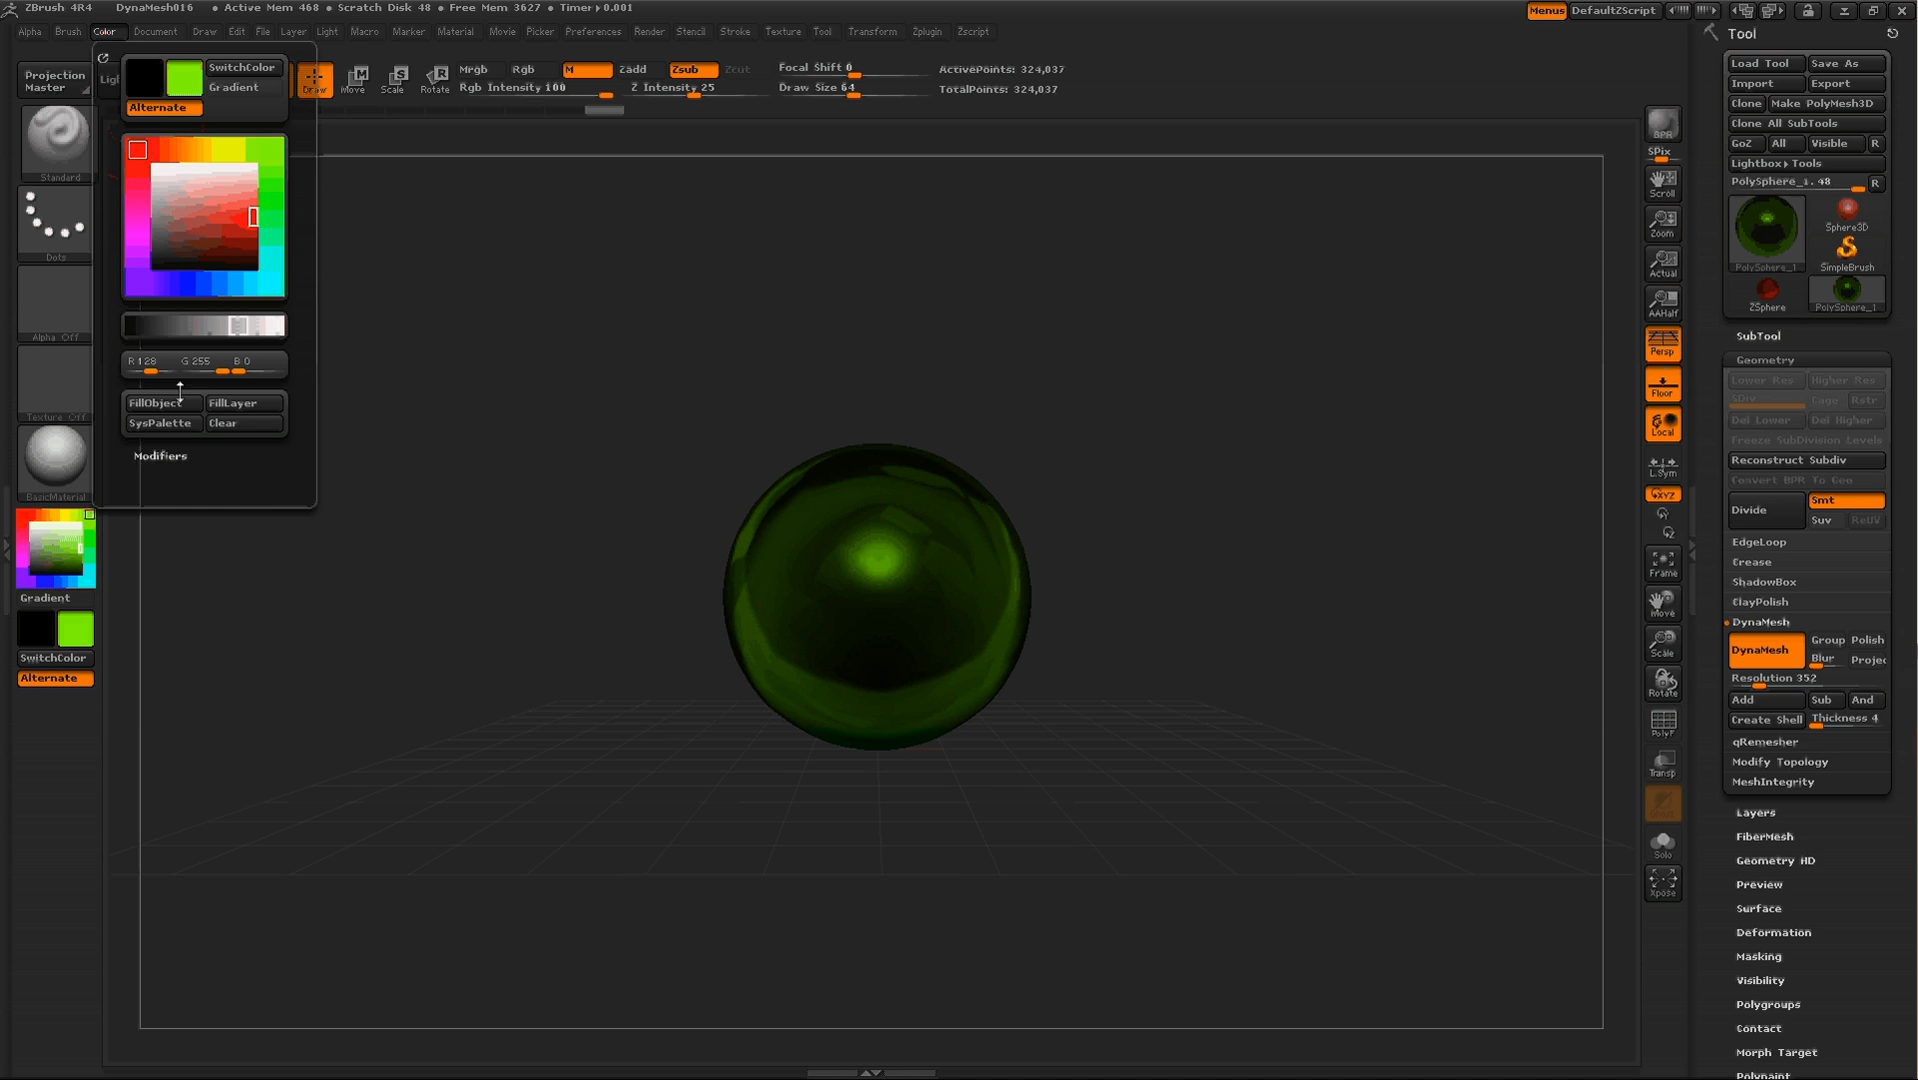 ZBrush 4R4 DynaMesh016 • Active Mem 468 • Scratch Disk 48 • Free Mem 3627 • Timer▸0.001 Menus DefaultZScript
Alpha Brush Color Document Draw Edit File Layer Light Macro Marker Material Movie Picker Preferences Render Stencil Stroke Texture Tool Transform Zplugin Zscript
Tool
Projection Master
Ligh
SwitchColor
Gradient
Alternate
Draw Move Scale Rotate
Mrgb Rgb M Zadd Zsub Zcut
Rgb Intensity 100 Z Intensity 25
Focal Shift 0
Draw Size 64
ActivePoints: 324,037
TotalPoints: 324,037
Standard
Dots
Alpha Off
Texture Off
BasicMaterial
Gradient
SwitchColor
Alternate
R 128 G 255 B 0
FillObject FillLayer
SysPalette Clear
Modifiers
BPR
SPix
Scroll
Zoom
Actual
AAHalf
Persp
Floor
Local
L.Sym
XYZ
Frame
Move
Scale
Rotate
PolyF
Transp
Solo
Xpose
Load Tool Save As
Import Export
Clone Make PolyMesh3D
Clone All SubTools
GoZ All Visible R
Lightbox▸Tools
PolySphere_1. 48 R
PolySphere_1
Sphere3D
SimpleBrush
ZSphere
PolySphere_1
SubTool
Geometry
Lower Res Higher Res
SDiv Cage Rstr
Del Lower Del Higher
Freeze SubDivision Levels
Reconstruct Subdiv
Convert BPR To Geo
Divide Smt
Suv ReUV
EdgeLoop
Crease
ShadowBox
ClayPolish
DynaMesh
DynaMesh Group Polish
Blur Projec
Resolution 352
Add Sub And
Create Shell Thickness 4
qRemesher
Modify Topology
MeshIntegrity
Layers
FiberMesh
Geometry HD
Preview
Surface
Deformation
Masking
Visibility
Polygroups
Contact
Morph Target
Polypaint